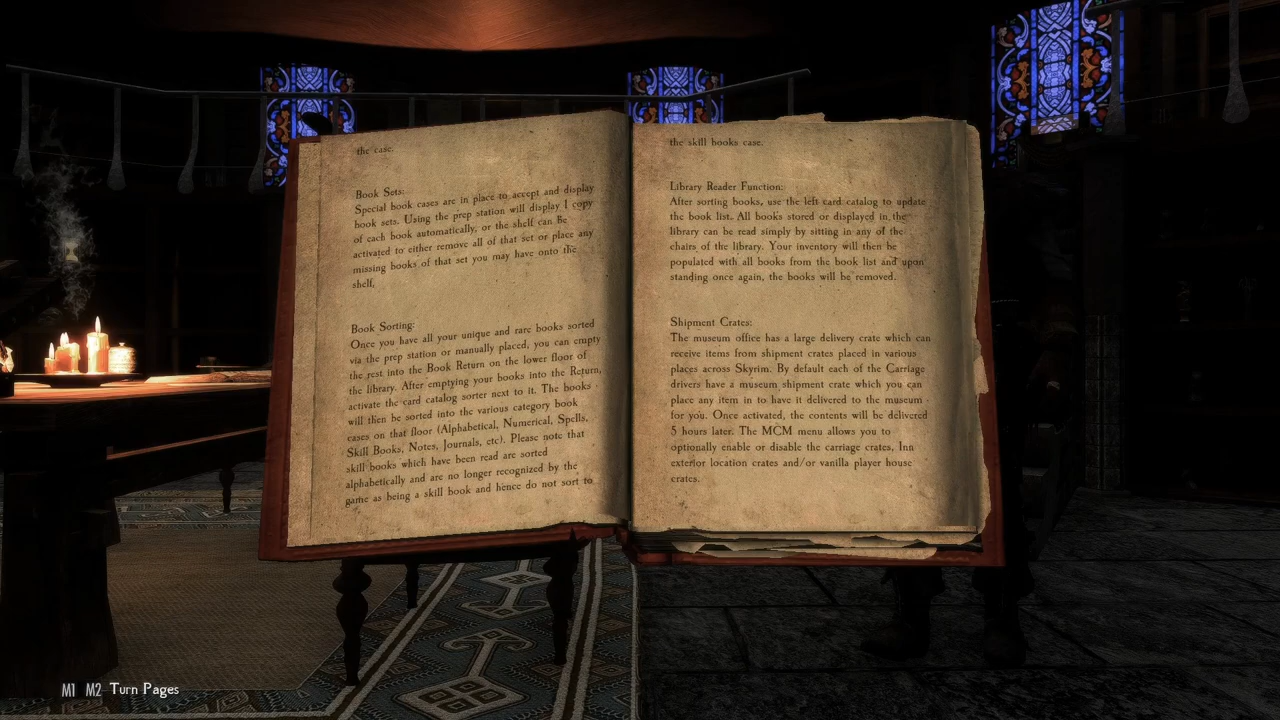 the case.
Book Sets:
Special book cases are in place to accept and display
book sets. Using the prep station will display 1 copy
of each book automatically, or the shelf can be
activated to either remove all of that set or place any
missing books of that set you may have onto the
shelf.
Book Sorting:
Once you have all your unique and rare books sorted
via the prep station or manually placed, you can empty
the rest into the Book Return on the lower floor of
the library. After emptying your books into the Return,
activate the card catalog sorter next to it. The books
will then be sorted into the various category book
cases on that floor (Alphabetical, Numerical, Spells,
Skill Books, Notes, Journals, etc). Please note that
skill books which have been read are sorted
alphabetically and are no longer recognized by the
game as being a skill book and hence do not sort to
the skill books case.
Library Reader Function:
After sorting books, use the left card catalog to update
the book list. All books stored or displayed in the
library can be read simply by sitting in any of the
chairs of the library. Your inventory will then be
populated with all books from the book list and upon
standing once again, the books will be removed.
Shipment Crates:
The museum office has a large delivery crate which can
receive items from shipment crates placed in various
places across Skyrim. By default each of the Carriage
drivers have a museum shipment crate which you can
place any item in to have it delivered to the museum
for you. Once activated, the contents will be delivered
5 hours later. The MCM menu allows you to
optionally enable or disable the carriage crates, Inn
exterior location crates and/or vanilla player house
crates.
M1 M2 Turn Pages